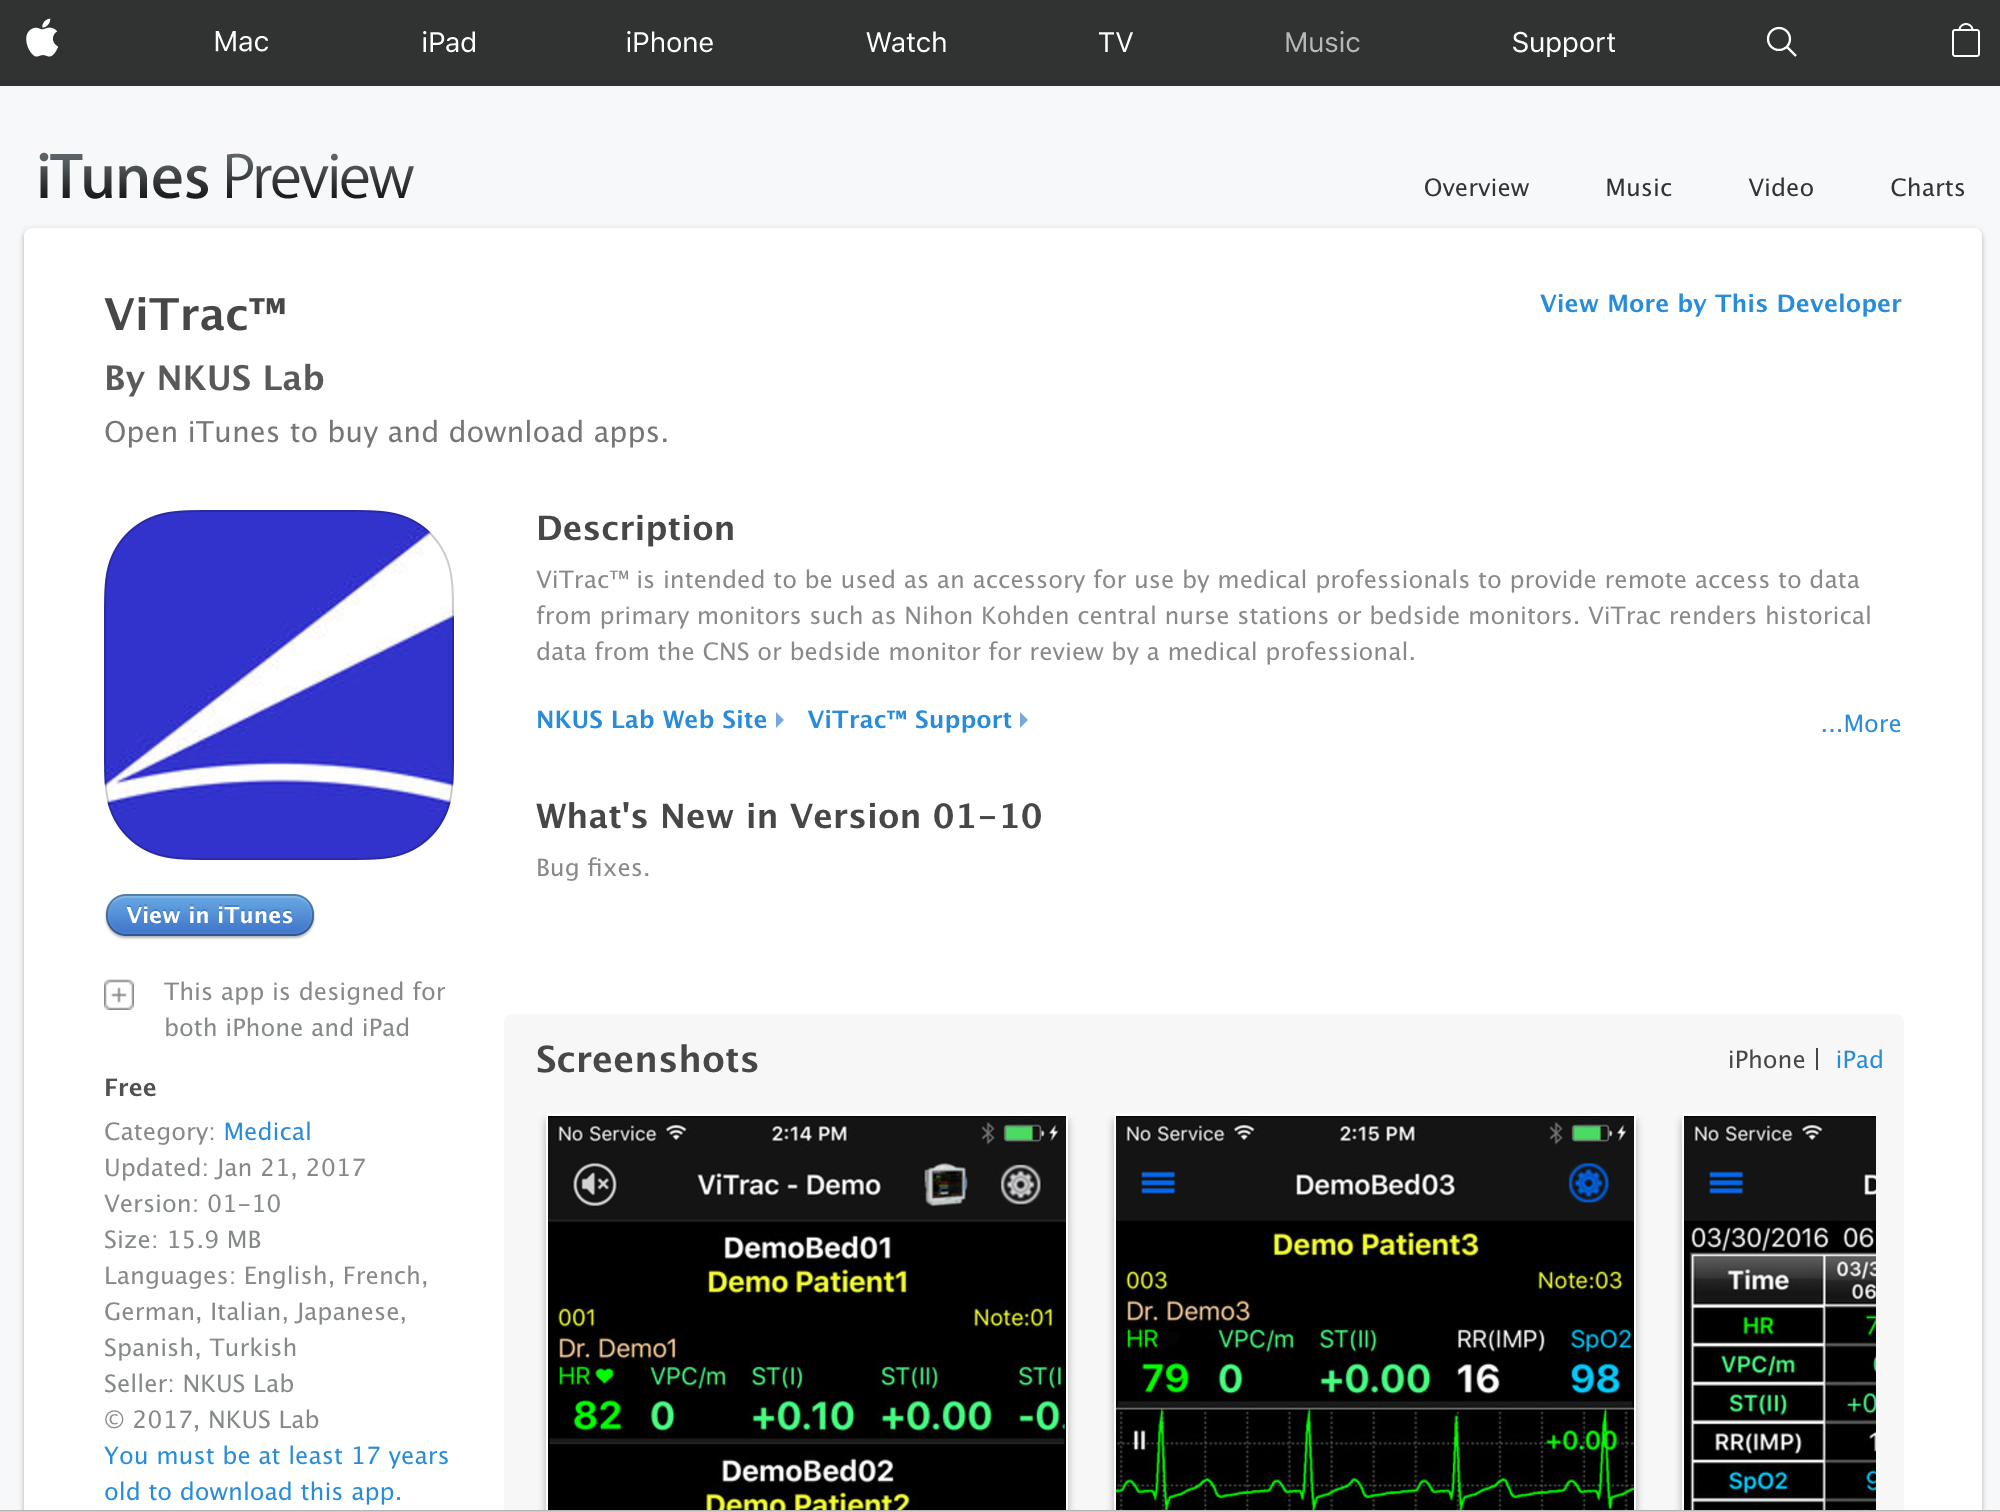 Mac iPad iPhone Watch TV Music Support
iTunes Preview
Overview Music Video Charts
ViTrac™
View More by This Developer
By NKUS Lab
Open iTunes to buy and download apps.
Description
ViTrac™ is intended to be used as an accessory for use by medical professionals to provide remote access to data
from primary monitors such as Nihon Kohden central nurse stations or bedside monitors. ViTrac renders historical
data from the CNS or bedside monitor for review by a medical professional.
NKUS Lab Web Site ViTrac™ Support
...More
What's New in Version 01-10
Bug fixes.
View in iTunes
This app is designed for
both iPhone and iPad
Free
Category: Medical
Updated: Jan 21, 2017
Version: 01-10
Size: 15.9 MB
Languages: English, French,
German, Italian, Japanese,
Spanish, Turkish
Seller: NKUS Lab
© 2017, NKUS Lab
You must be at least 17 years
old to download this app.
Screenshots
iPhone | iPad
No Service 2:14 PM
ViTrac - Demo
DemoBed01
Demo Patient1
001 Note:01
Dr. Demo1
HR VPC/m ST(I) ST(II) ST(I
82 0 +0.10 +0.00 -0.
DemoBed02
Demo Patient2
No Service 2:15 PM
DemoBed03
Demo Patient3
003 Note:03
Dr. Demo3
HR VPC/m ST(II) RR(IMP) SpO2
79 0 +0.00 16 98
II +0.00
No Service
03/30/2016 06
Time 03/3
06
HR 7
VPC/m
ST(II) +0
RR(IMP) 1
SpO2 9